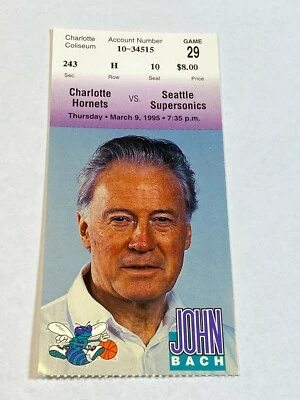 Charlotte Coliseum
Account Number
10-34515
GAME
29
243 H 10 $8.00
Sec. Row Seat Price
Charlotte Hornets VS. Seattle Supersonics
Thursday • March 9, 1995 • 7:35 p.m.
JOHN
BACH